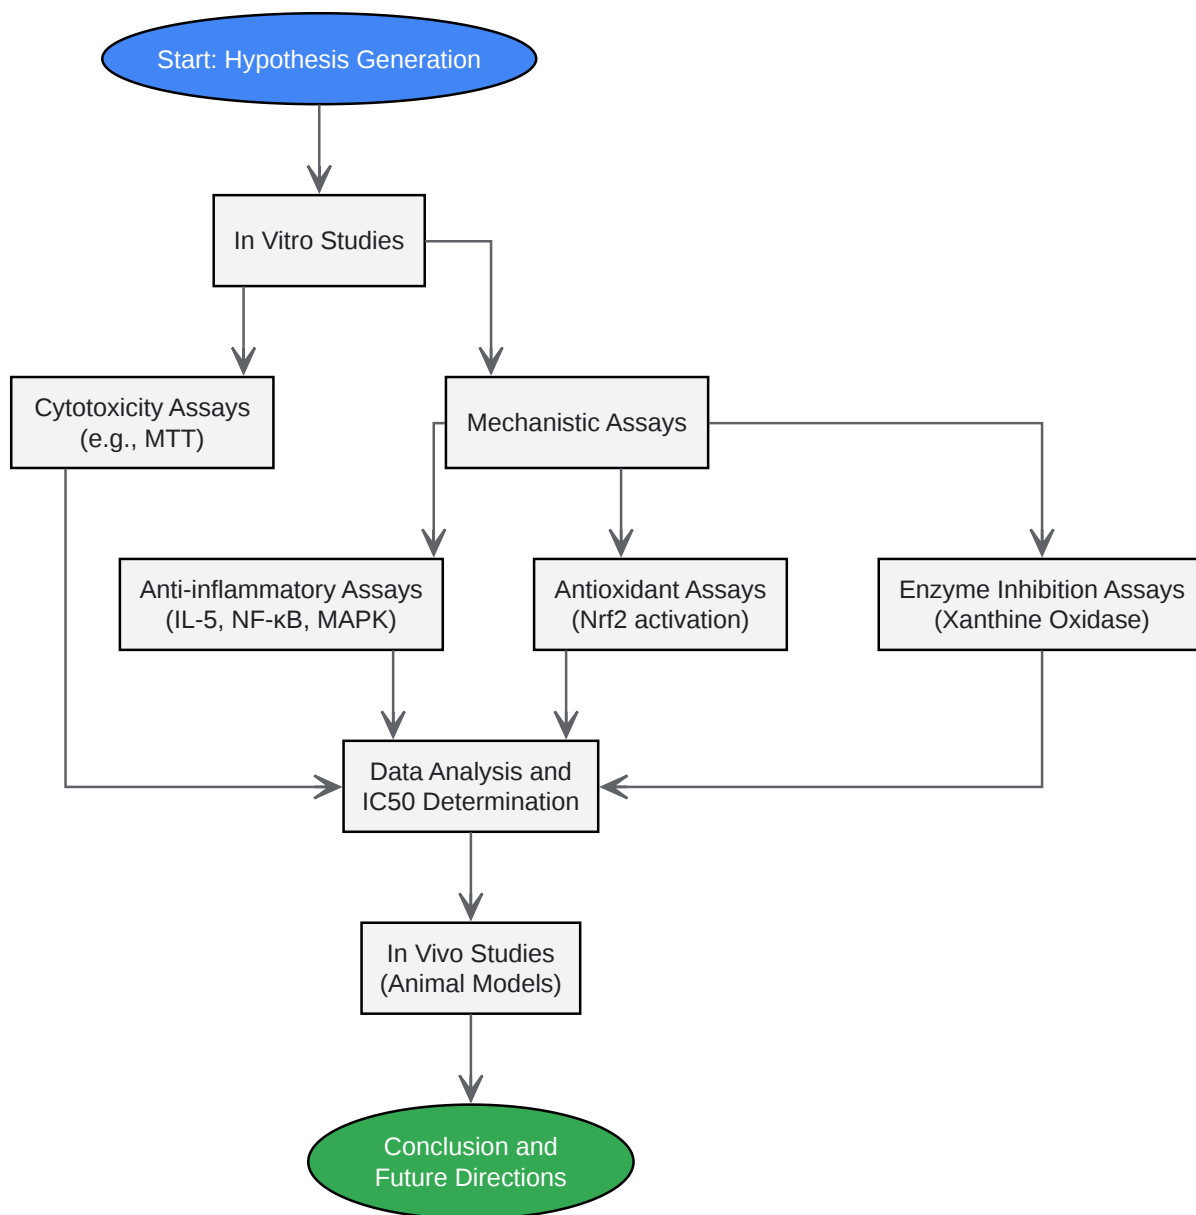 Start: Hypothesis Generation
In Vitro Studies
Cytotoxicity Assays
(e.g., MTT)
Mechanistic Assays
Anti-inflammatory Assays
(IL-5, NF-κB, MAPK)
Antioxidant Assays
(Nrf2 activation)
Enzyme Inhibition Assays
(Xanthine Oxidase)
Data Analysis and
IC50 Determination
In Vivo Studies
(Animal Models)
Conclusion and
Future Directions